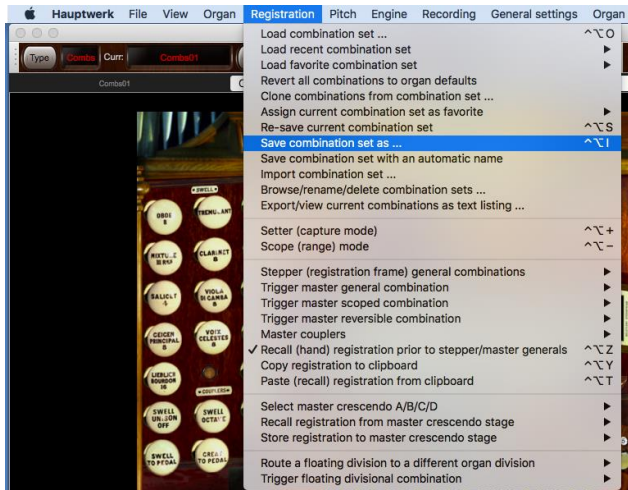 Hauptwerk File View Organ Registration Pitch Engine Recording General settings Organ
Type Combs Curr: Combs01
Combs01
Load combination set ... ^⌥O
Load recent combination set ▶
Load favorite combination set ▶
Revert all combinations to organ defaults
Clone combinations from combination set ...
Assign current combination set as favorite ▶
Re-save current combination set ^⌥S
Save combination set as ... ^⌥I
Save combination set with an automatic name
Import combination set ...
Browse/rename/delete combination sets ...
Export/view current combinations as text listing ...
Setter (capture mode) ^⌥+
Scope (range) mode ^⌥−
Stepper (registration frame) general combinations ▶
Trigger master general combination ▶
Trigger master scoped combination ▶
Trigger master reversible combination ▶
Master couplers ▶
✓ Recall (hand) registration prior to stepper/master generals ^⌥Z
Copy registration to clipboard ^⌥Y
Paste (recall) registration from clipboard ^⌥T
Select master crescendo A/B/C/D ▶
Recall registration from master crescendo stage ▶
Store registration to master crescendo stage ▶
Route a floating division to a different organ division ▶
Trigger floating divisional combination ▶
•SWELL•
OBOE
8
TREMULANT
MIXTURE
CLARINET
8
SALICET
4
VIOLA
DI GAMBA
8
GEIGEN
PRINCIPAL
8
VOIX
CELESTES
8
LIEBLICH
BOURDON
16
•COUPLERS•
SWELL
UNISON
OFF
SWELL
OCTAVE
SWELL
TO PEDAL
GREAT
TO PEDAL